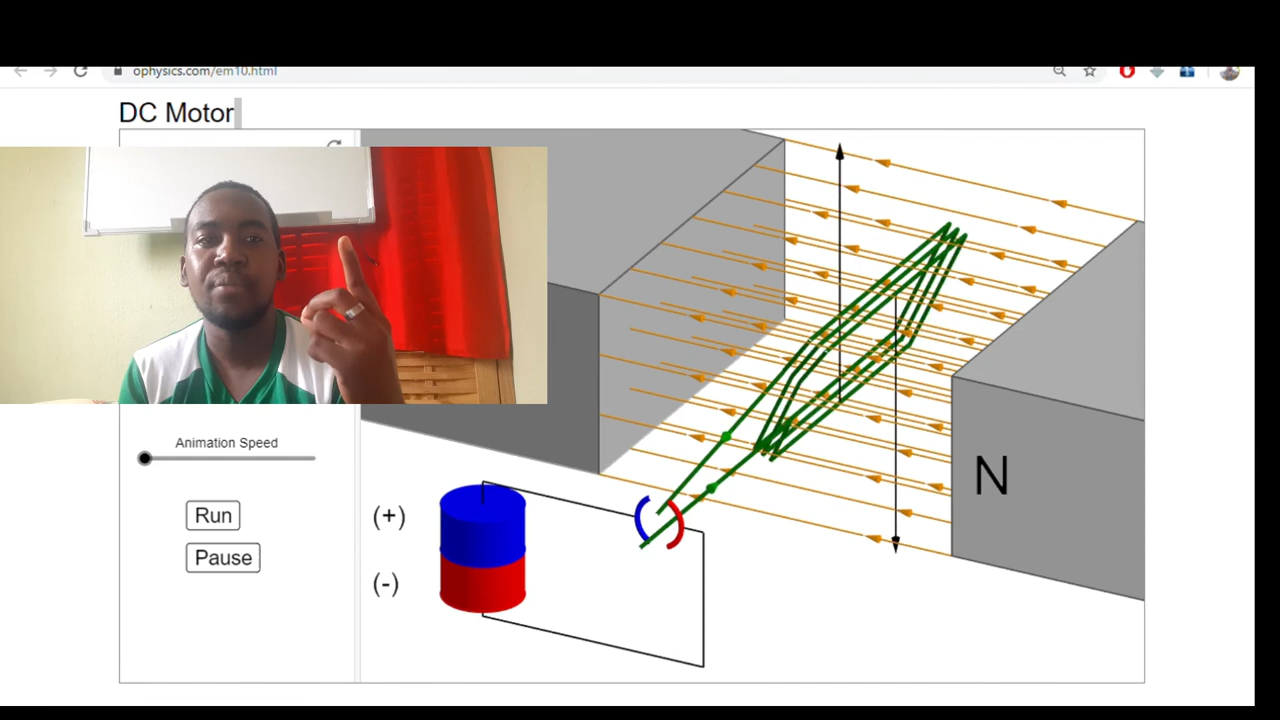 ophysics.com/em10.html
DC Motor
Animation Speed
Run
Pause
(+)
(-)
N